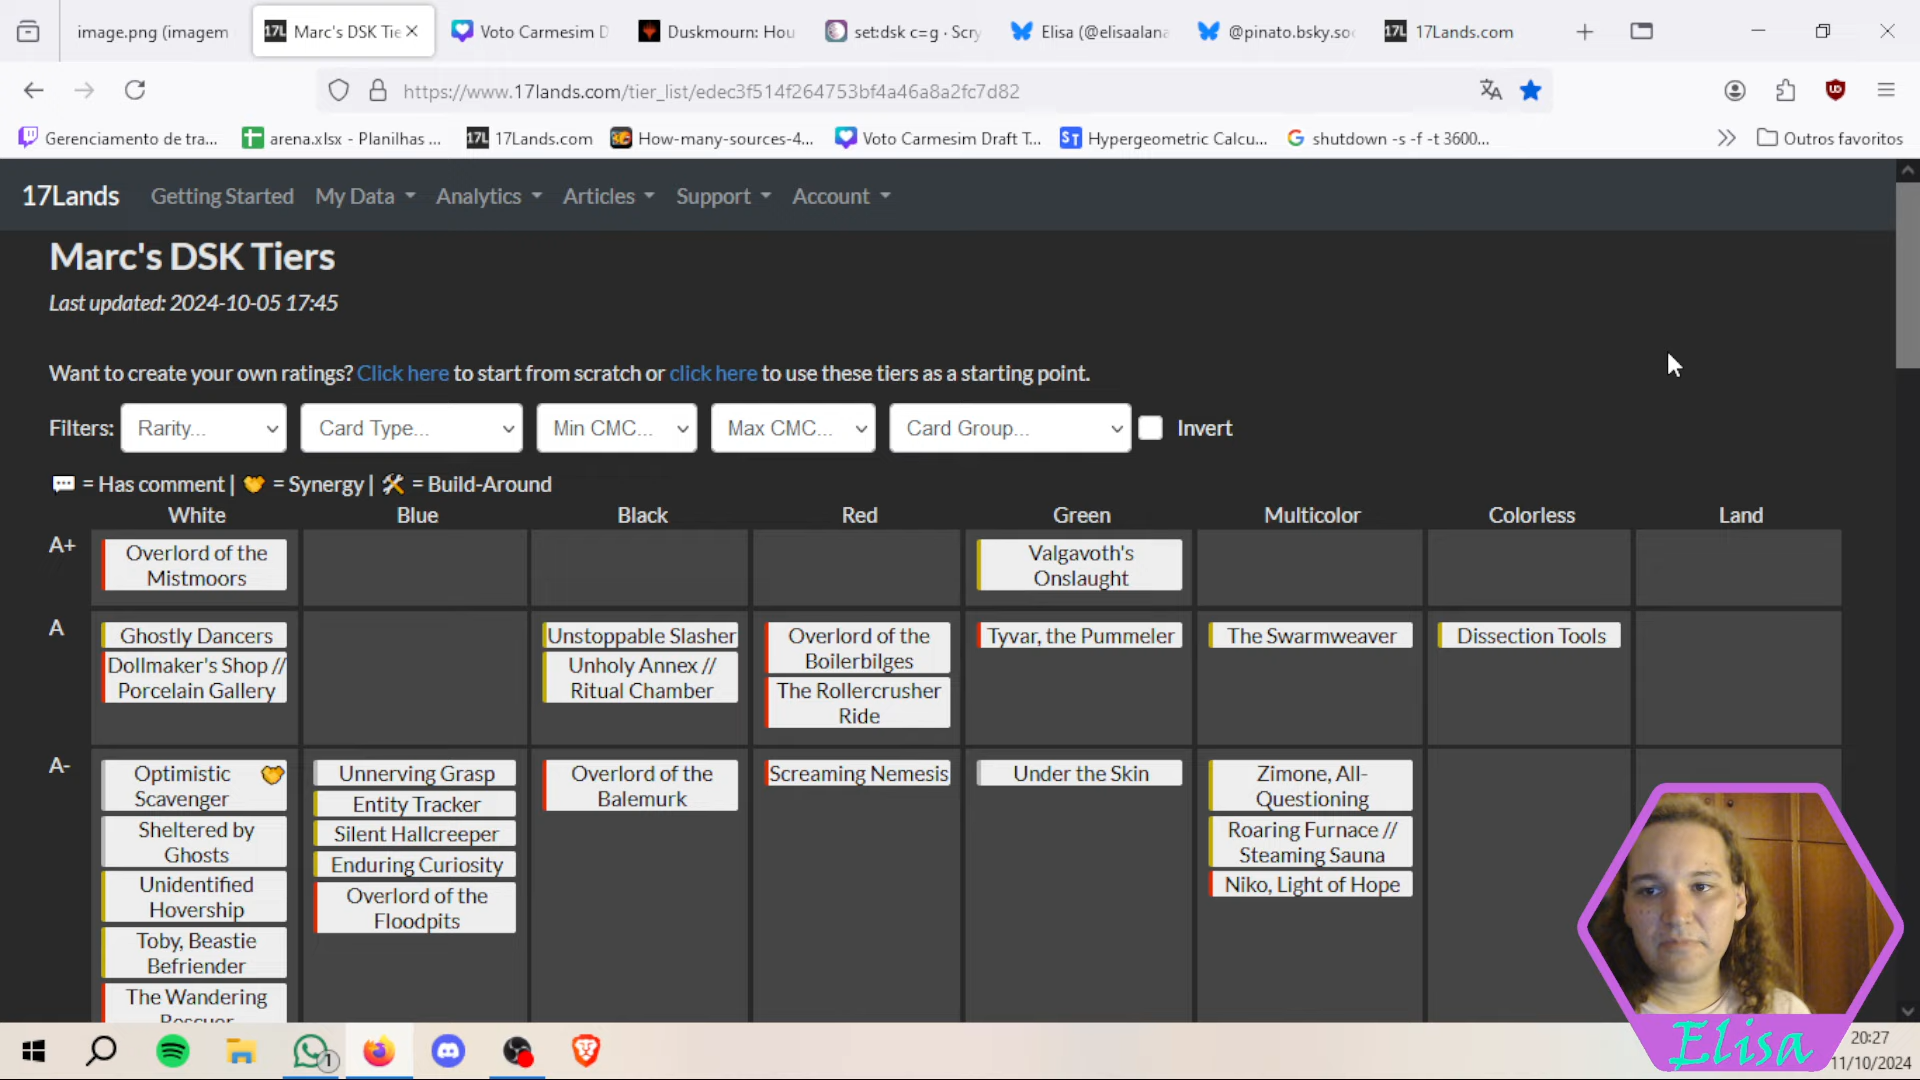 image.png (imagem
17L Marc's DSK Tie
Voto Carmesim D
Duskmourn: Hou
set:dsk c=g · Scry
Elisa (@elisaalana
@pinato.bsky.so
17L 17Lands.com
https://www.17lands.com/tier_list/edec3f514f264753bf4a46a8a2fc7d82
Gerenciamento de tra...
arena.xlsx - Planilhas ...
17L 17Lands.com
How-many-sources-4...
Voto Carmesim Draft T...
ST Hypergeometric Calcu...
shutdown -s -f -t 3600...
Outros favoritos
17Lands Getting Started My Data Analytics Articles Support Account
Marc's DSK Tiers
Last updated: 2024-10-05 17:45
Want to create your own ratings? Click here to start from scratch or click here to use these tiers as a starting point.
Filters: Rarity... Card Type... Min CMC... Max CMC... Card Group... Invert
= Has comment | = Synergy | = Build-Around
White Blue Black Red Green Multicolor Colorless Land
A+
Overlord of the
Mistmoors
Valgavoth's
Onslaught
A
Ghostly Dancers
Dollmaker's Shop //
Porcelain Gallery
Unstoppable Slasher
Unholy Annex //
Ritual Chamber
Overlord of the
Boilerbilges
The Rollercrusher
Ride
Tyvar, the Pummeler
The Swarmweaver
Dissection Tools
A-
Optimistic
Scavenger
Sheltered by
Ghosts
Unidentified
Hovership
Toby, Beastie
Befriender
The Wandering
Rescuer
Unnerving Grasp
Entity Tracker
Silent Hallcreeper
Enduring Curiosity
Overlord of the
Floodpits
Overlord of the
Balemurk
Screaming Nemesis
Under the Skin
Zimone, All-
Questioning
Roaring Furnace //
Steaming Sauna
Niko, Light of Hope
Elisa
1
20:27
11/10/2024